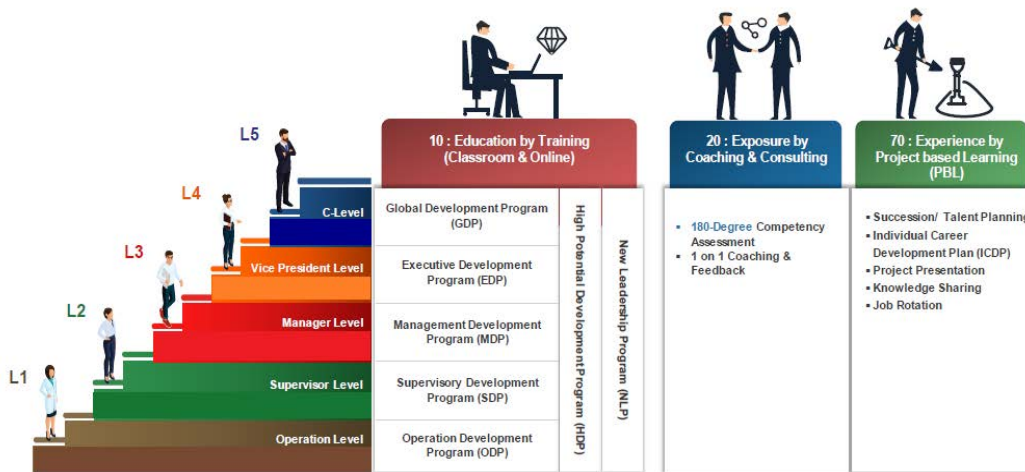 L5
L4
L3
L2
L1
C-Level
Vice President Level
Manager Level
Supervisor Level
Operation Level
10 : Education by Training
(Classroom & Online)
Global Development Program
(GDP)
Executive Development
Program (EDP)
Management Development
Program (MDP)
Supervisory Development
Program (SDP)
Operation Development
Program (ODP)
High Potential Development Program (HDP)
New Leadership Program (NLP)
20 : Exposure by
Coaching & Consulting
▪ 180-Degree Competency
Assessment
▪ 1 on 1 Coaching &
Feedback
70 : Experience by
Project based Learning
(PBL)
▪ Succession/ Talent Planning
▪ Individual Career
Development Plan (ICDP)
▪ Project Presentation
▪ Knowledge Sharing
▪ Job Rotation